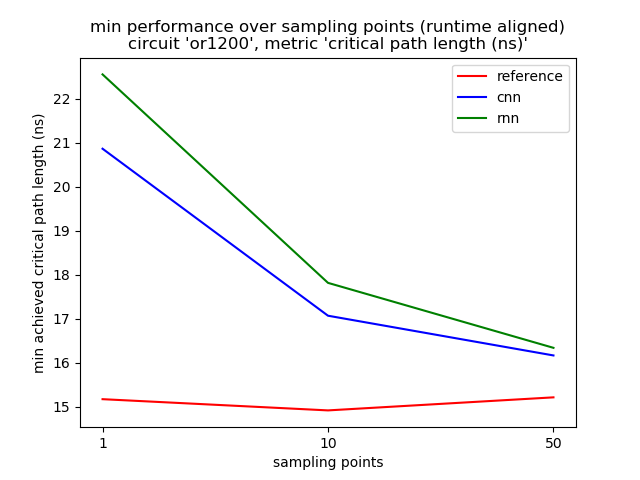 min performance over sampling points (runtime aligned)
circuit 'or1200', metric 'critical path length (ns)'
reference
cnn
rnn
min achieved critical path length (ns)
22
21
20
19
18
17
16
15
1
10
50
sampling points